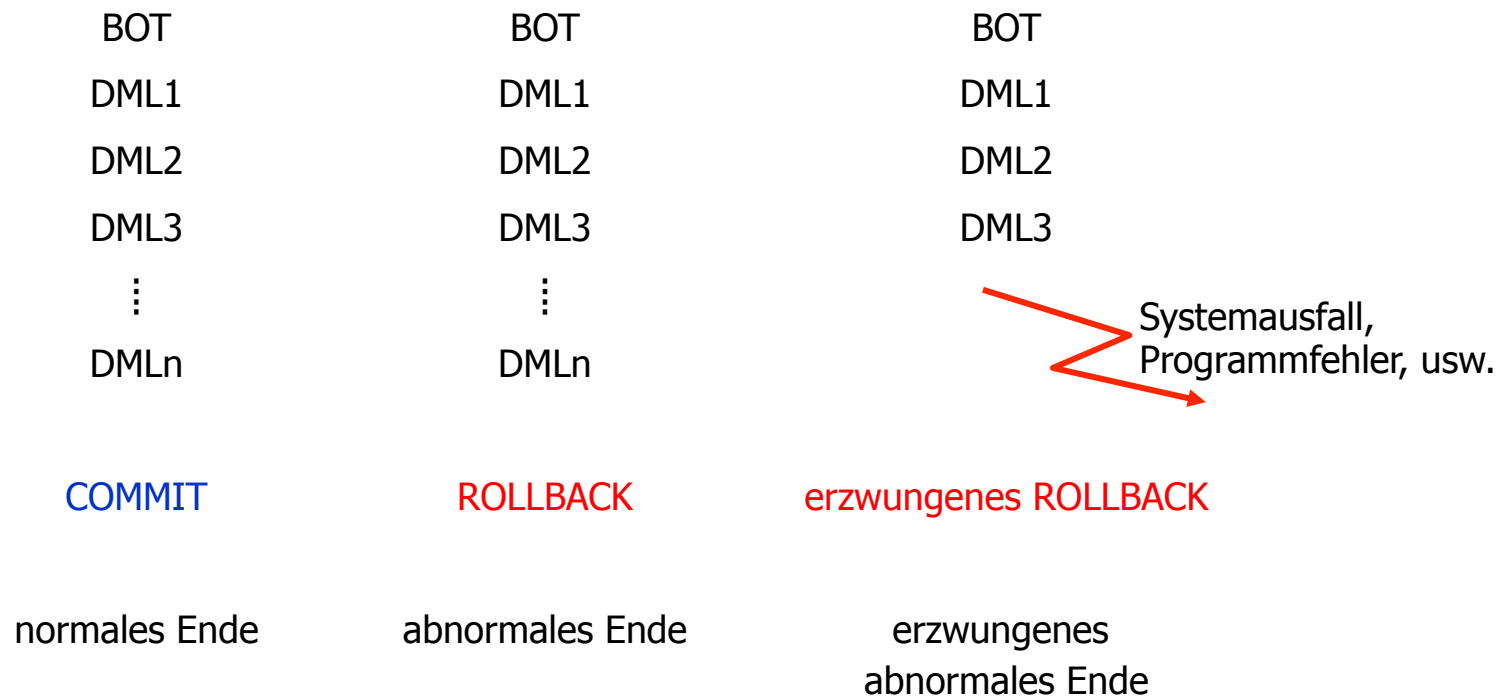 BOT BOT BOT
DML1 DML1 DML1
DML2 DML2 DML2
DML3 DML3 DML3
Systemausfall,
Programmfehler, usw.
DMLn DMLn
COMMIT ROLLBACK erzwungenes ROLLBACK
normales Ende abnormales Ende erzwungenes
abnormales Ende